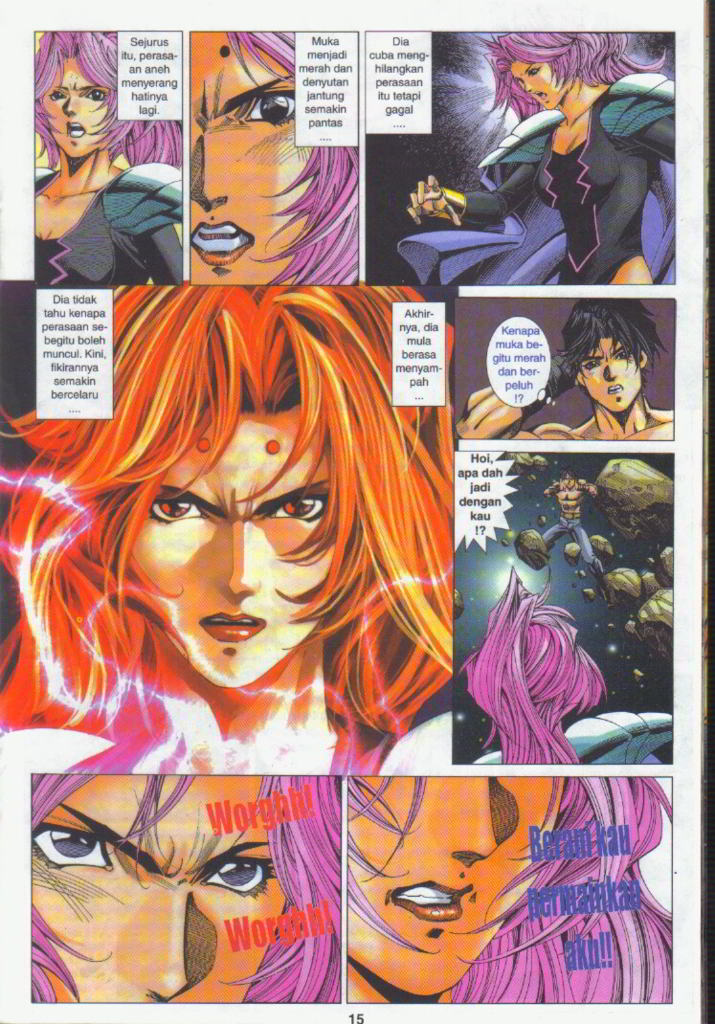 Sejurus
itu, perasa-
an aneh
menyerang
hatinya
lagi.
Muka
menjadi
merah dan
denyutan
jantung
semakin
pantas
....
Dia
cuba meng-
hilangkan
perasaan
itu tetapi
gagal
....
Dia tidak
tahu kenapa
perasaan se-
begitu boleh
muncul. Kini,
fikirannya
semakin
bercelaru
....
Akhir-
nya, dia
mula
berasa
menyam-
pah
...
Kenapa
muka be-
gitu merah
dan ber-
peluh
!?
Hoi,
apa dah
jadi
dengan
kau
!?
Worghh!
Worghh!
Berani kau
permainkan
aku!!
15